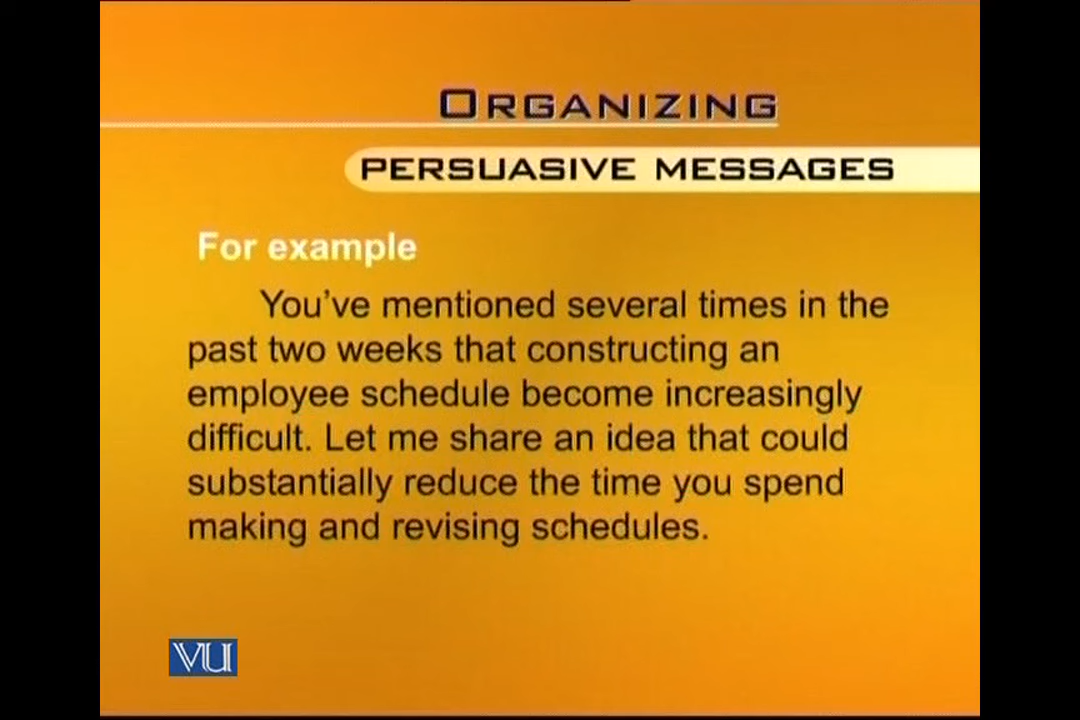 ORGANIZING
PERSUASIVE MESSAGES
For example
You've mentioned several times in the
past two weeks that constructing an
employee schedule become increasingly
difficult. Let me share an idea that could
substantially reduce the time you spend
making and revising schedules.
VU